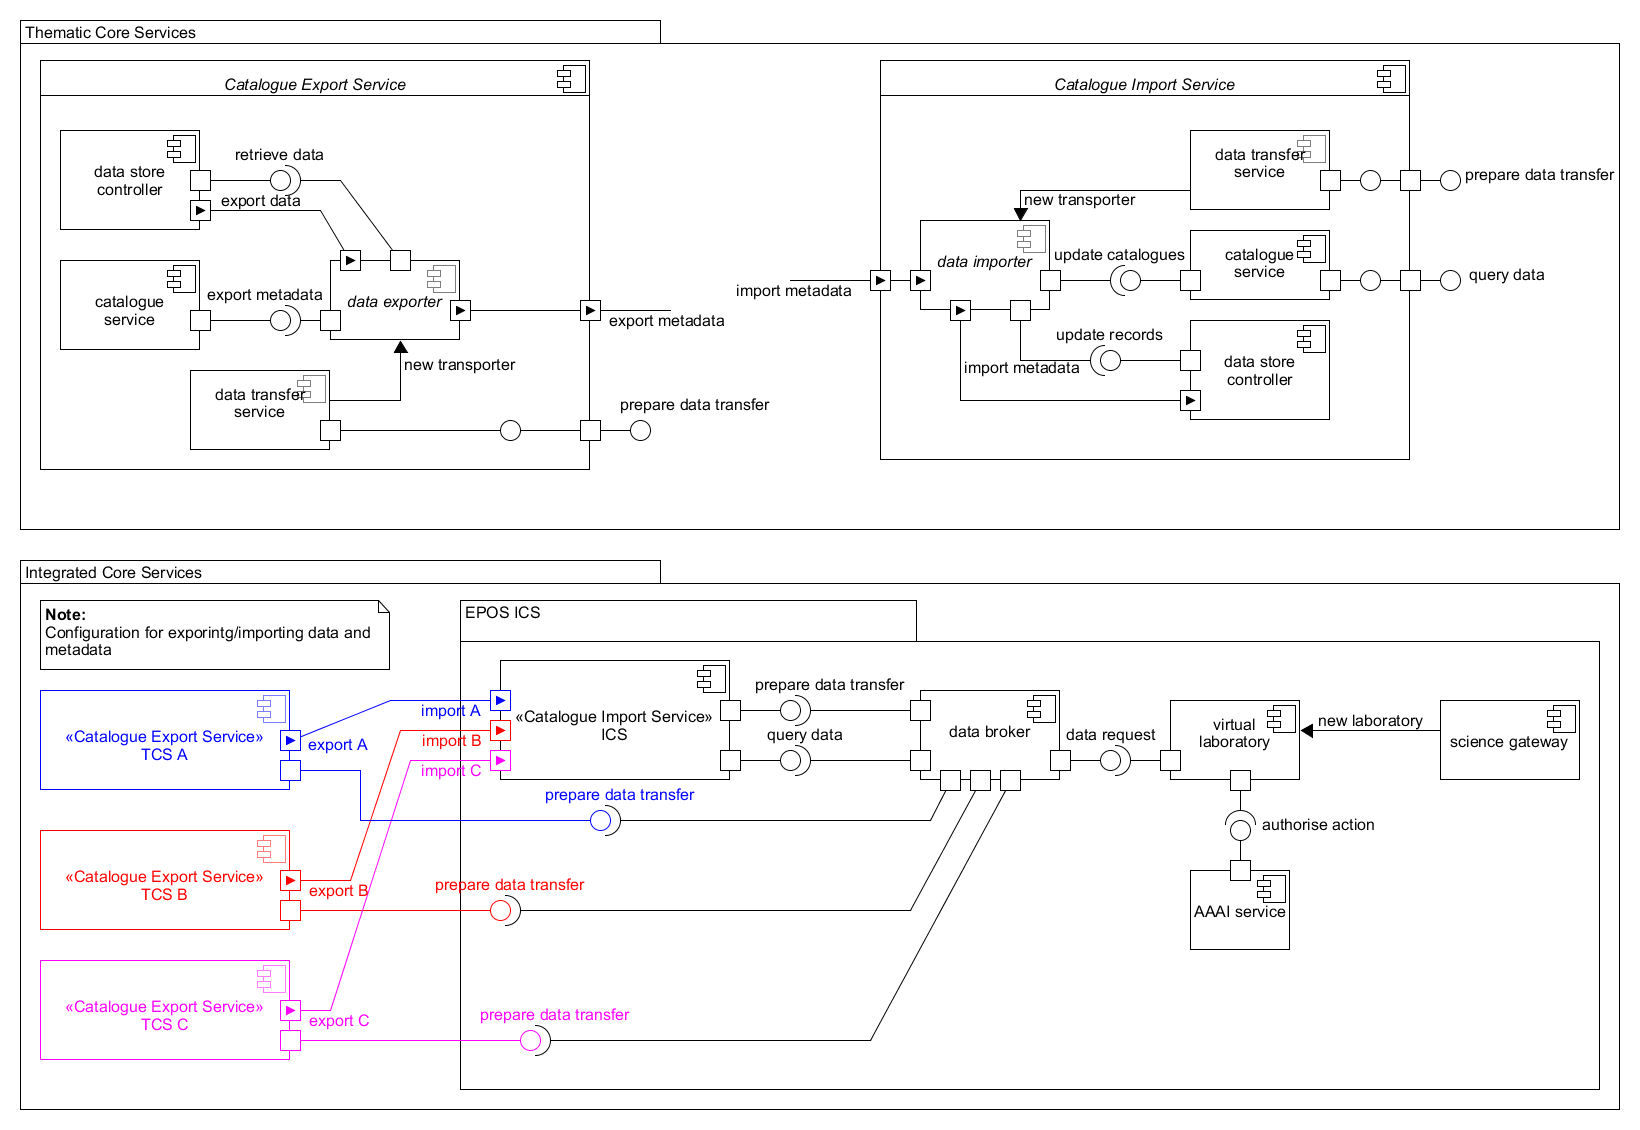 Thematic Core Services
Catalogue Export Service
data store
controller
retrieve data
export data
catalogue
service
export metadata
data exporter
export metadata
new transporter
data transfer
service
prepare data transfer
Catalogue Import Service
data transfer
service
prepare data transfer
new transporter
data importer
update catalogues
catalogue
service
query data
import metadata
update records
import metadata
data store
controller
Integrated Core Services
Note:
Configuration for exporintg/importing data and
metadata
EPOS ICS
«Catalogue Export Service»
TCS A
export A
import A
import B
import C
«Catalogue Import Service»
ICS
prepare data transfer
query data
data broker
data request
virtual
laboratory
new laboratory
science gateway
prepare data transfer
authorise action
AAAI service
«Catalogue Export Service»
TCS B
export B
prepare data transfer
«Catalogue Export Service»
TCS C
export C
prepare data transfer